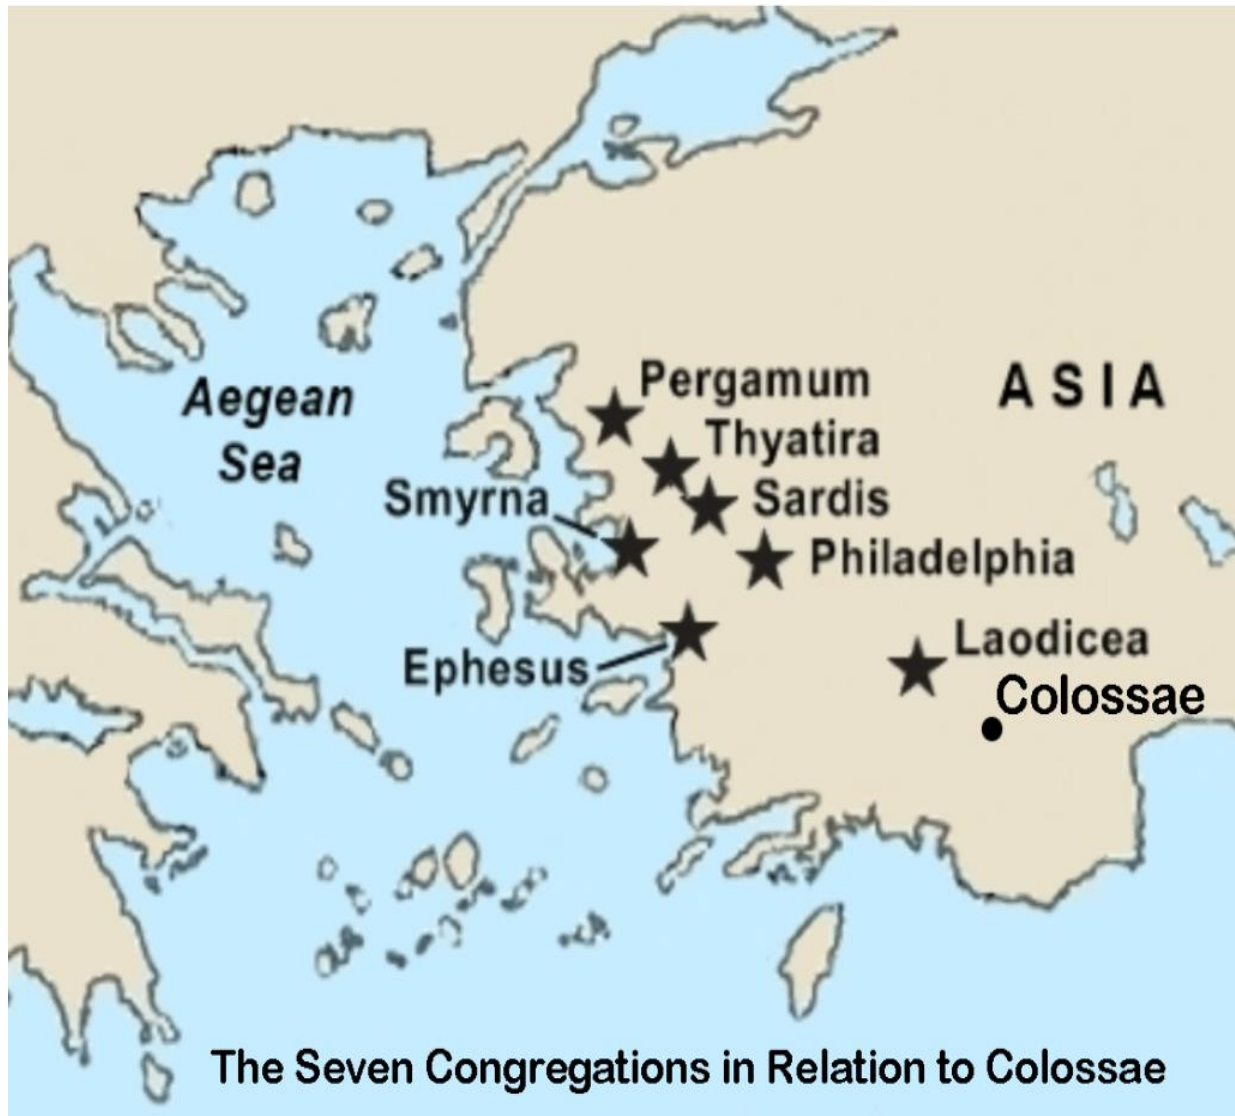 Pergamum
ASIA
Aegean
Sea
Thyatira
Smyrna
Sardis
Philadelphia
Ephesus
Laodicea
Colossae
The Seven Congregations in Relation to Colossae